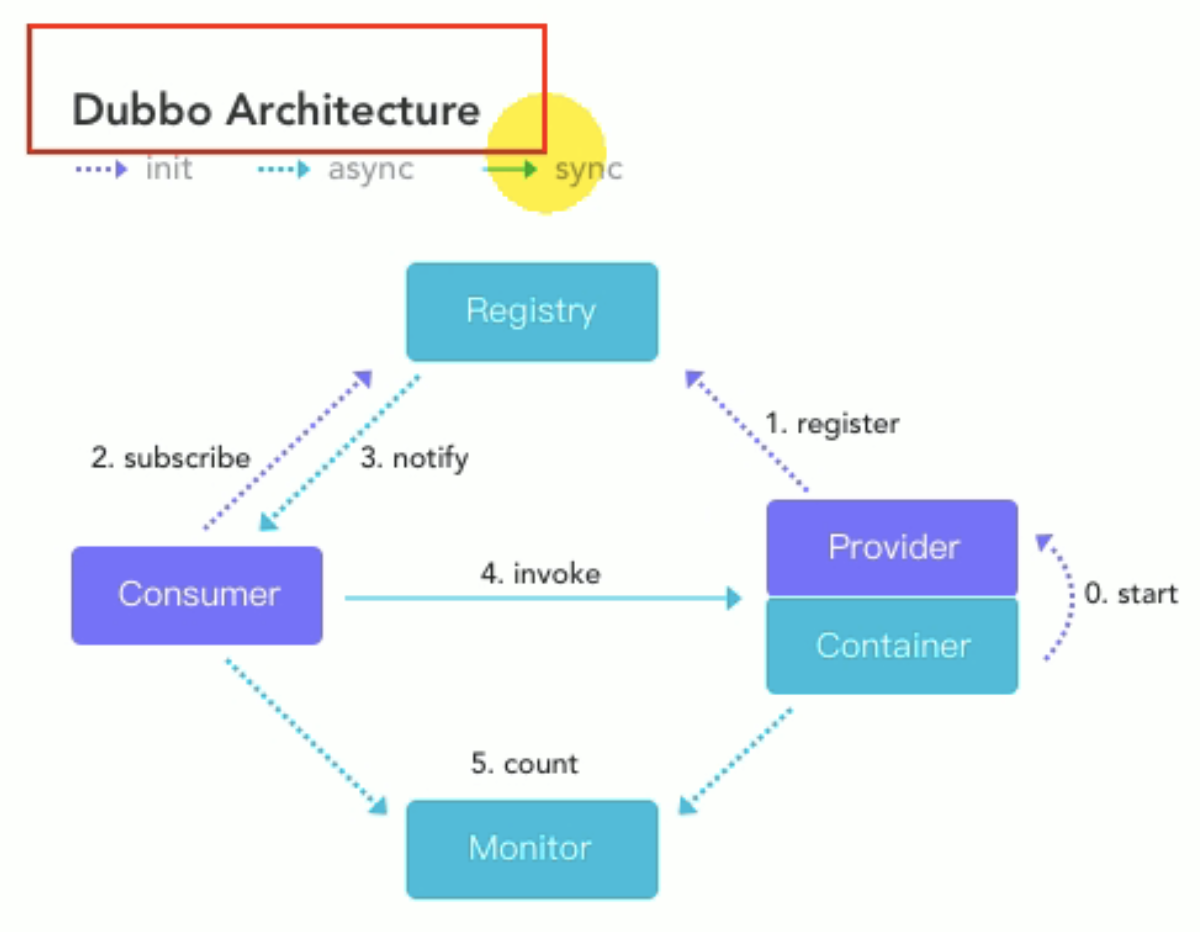 Dubbo Architecture
init async sync
Registry
1. register
2. subscribe 3. notify
Provider
4. invoke
Consumer
0. start
Container
5. count
Monitor